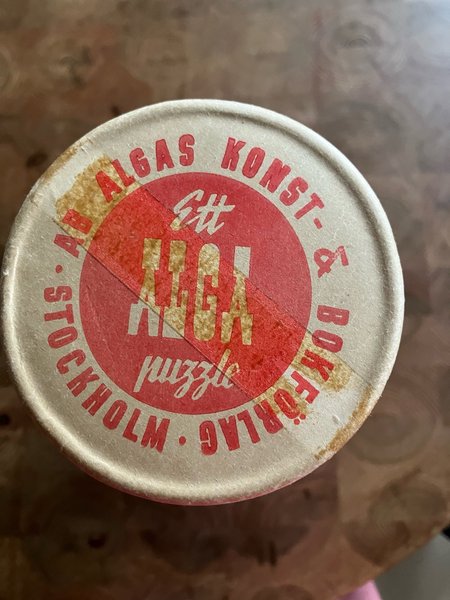 AB ALGAS KONST- & BOKFÖRLAG · STOCKHOLM ·
Ett
ALGA
puzzle